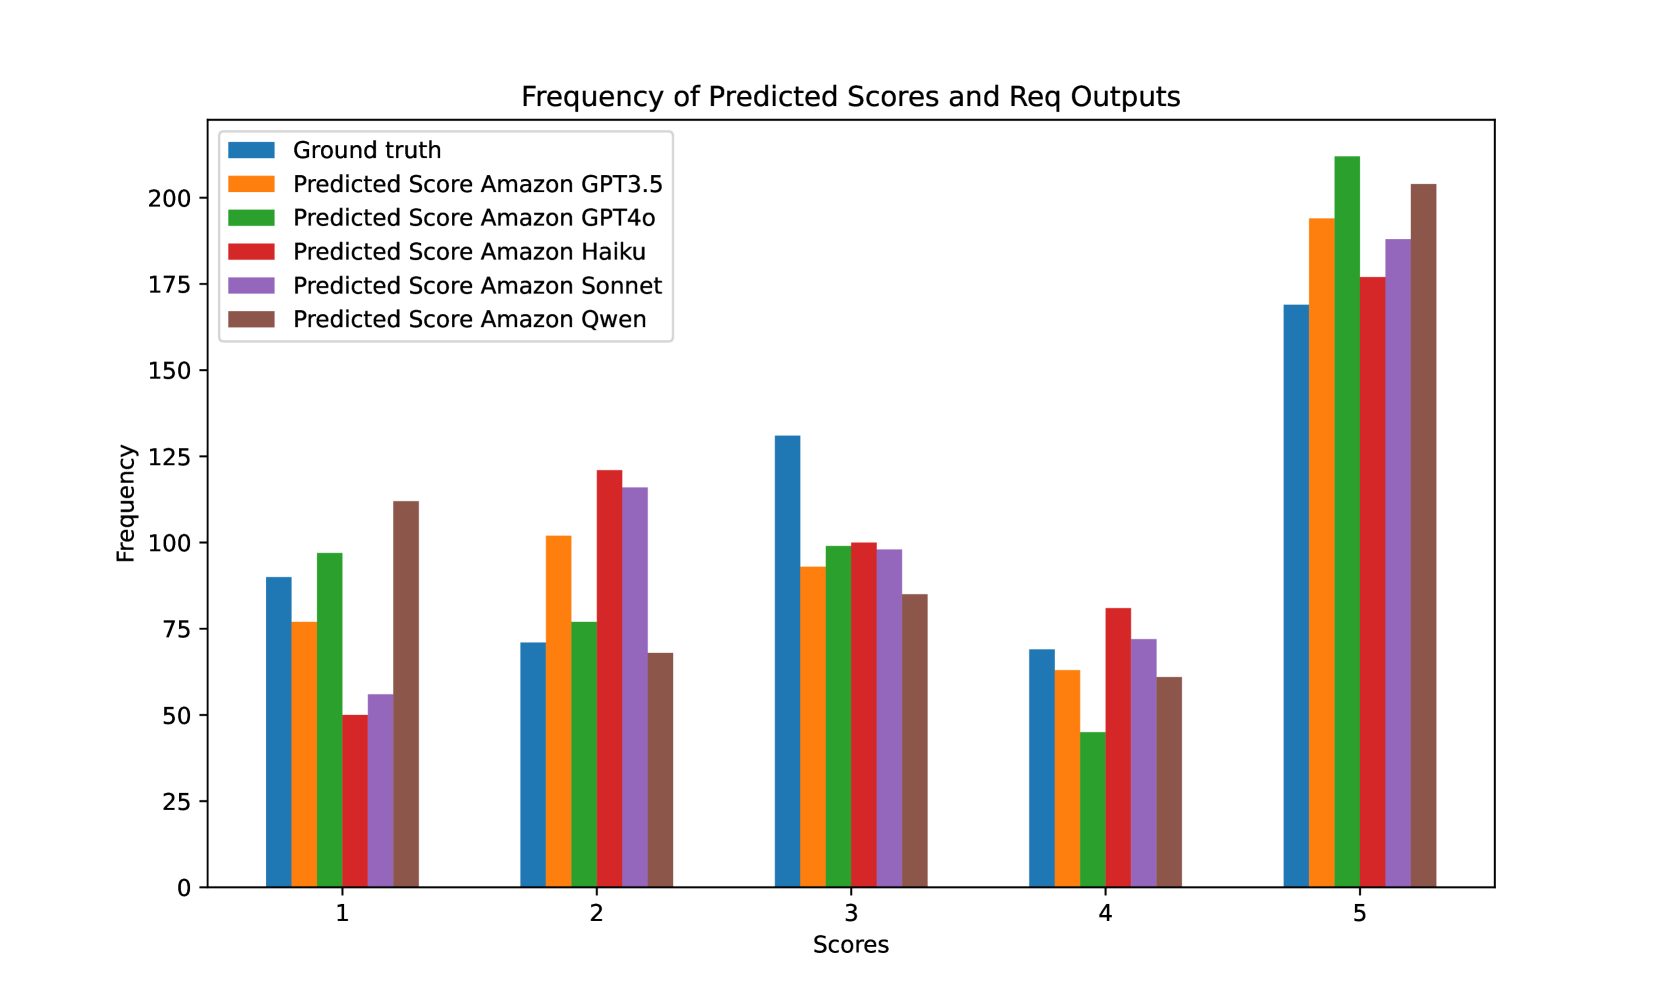 Frequency of Predicted Scores and Req Outputs
Ground truth
Predicted Score Amazon GPT3.5
Predicted Score Amazon GPT4o
Predicted Score Amazon Haiku
Predicted Score Amazon Sonnet
Predicted Score Amazon Qwen
Frequency
200
175
150
125
100
75
50
25
0
1 2 3 4 5
Scores